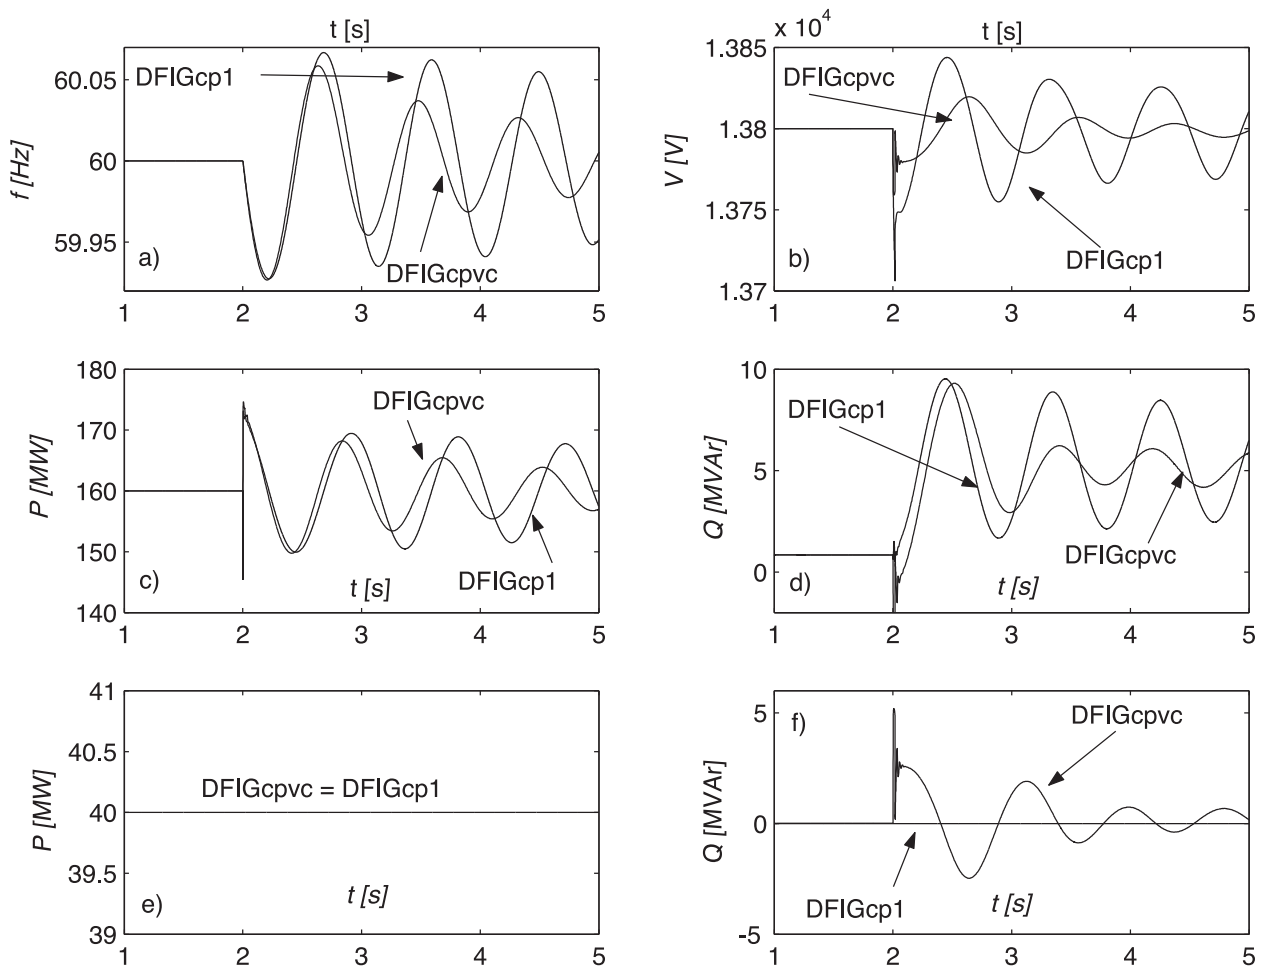 t [s]
60.05
60
59.95
f [Hz]
DFIGcp1
DFIGcpvc
a)
1 2 3 4 5
x 10^4
t [s]
1.385
1.38
1.375
1.37
V [V]
DFIGcpvc
DFIGcp1
b)
1 2 3 4 5
180
170
160
150
140
P [MW]
DFIGcpvc
DFIGcp1
c)
t [s]
1 2 3 4 5
10
5
0
Q [MVAr]
DFIGcp1
DFIGcpvc
d)
t [s]
1 2 3 4 5
41
40.5
40
39.5
39
P [MW]
DFIGcpvc = DFIGcp1
e)
t [s]
1 2 3 4 5
5
0
-5
Q [MVAr]
f)
DFIGcpvc
DFIGcp1
t [s]
1 2 3 4 5